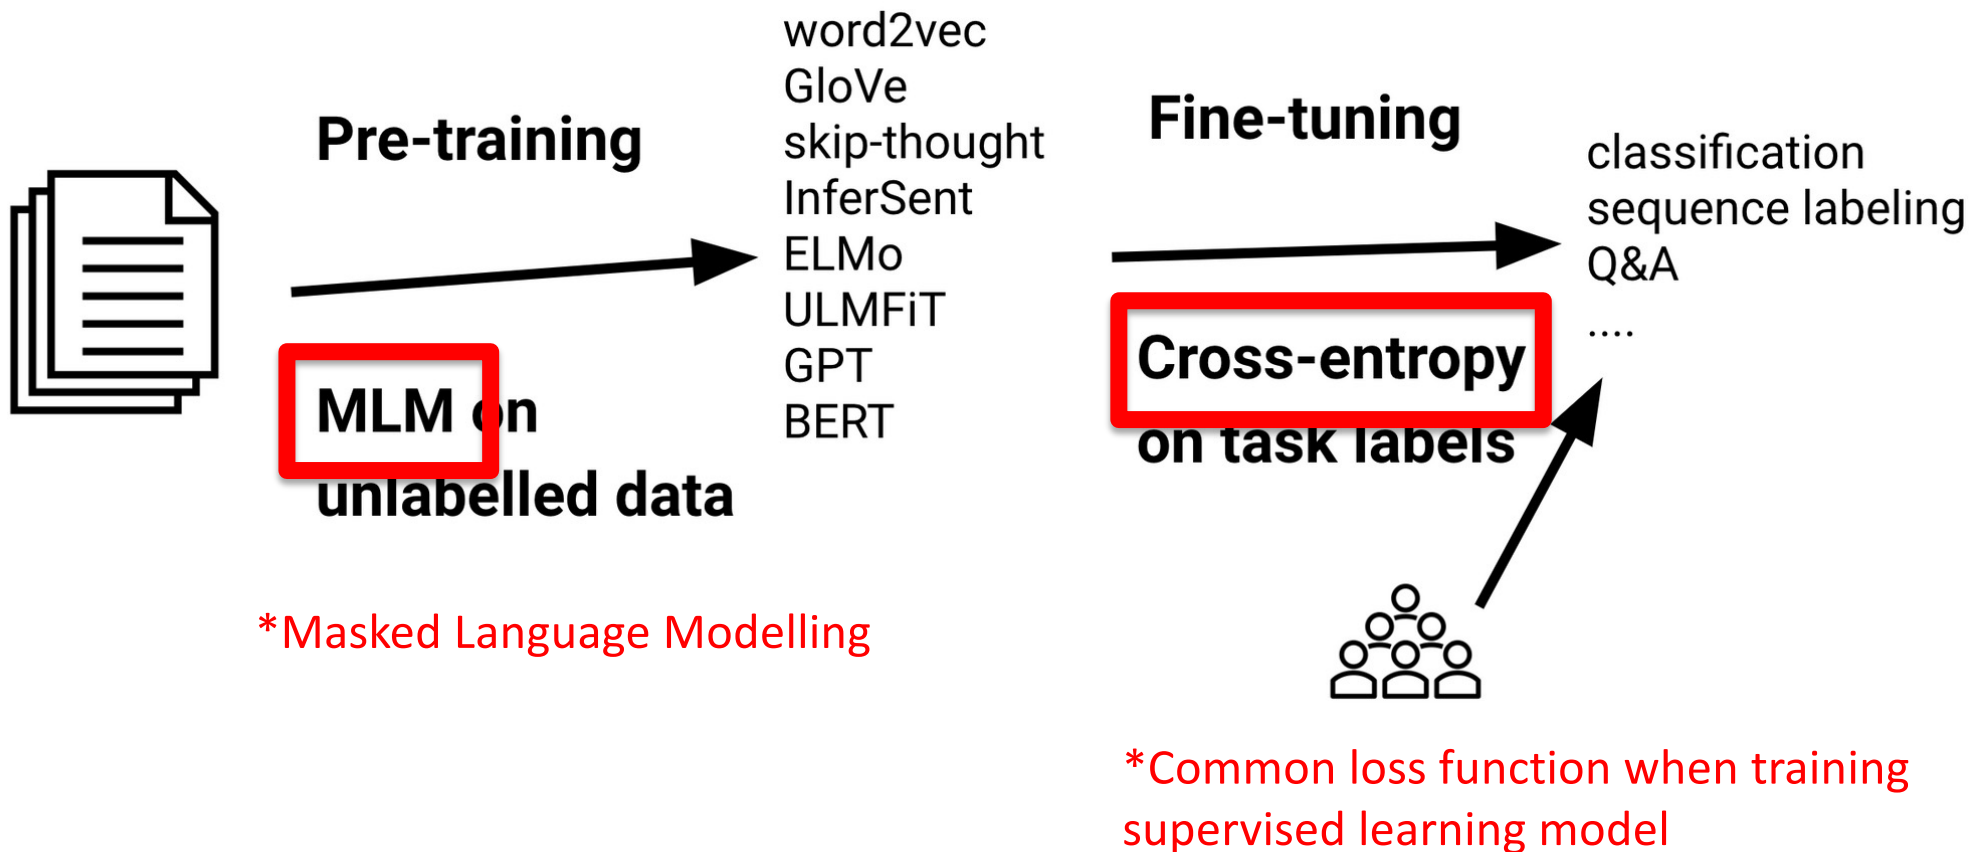 Pre-training
MLM on
unlabelled data
*Masked Language Modelling
word2vec
GloVe
skip-thought
InferSent
ELMo
ULMFiT
GPT
BERT
Fine-tuning
Cross-entropy
on task labels
classification
sequence labeling
Q&A
....
*Common loss function when training
supervised learning model